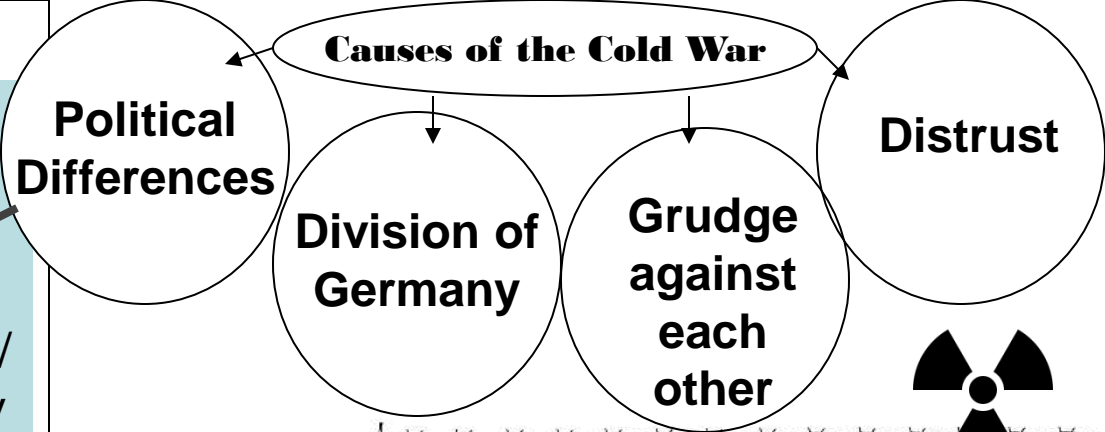 Causes of the Cold War
Political
Differences
Division of
Germany
Grudge
against
each
other
Distrust